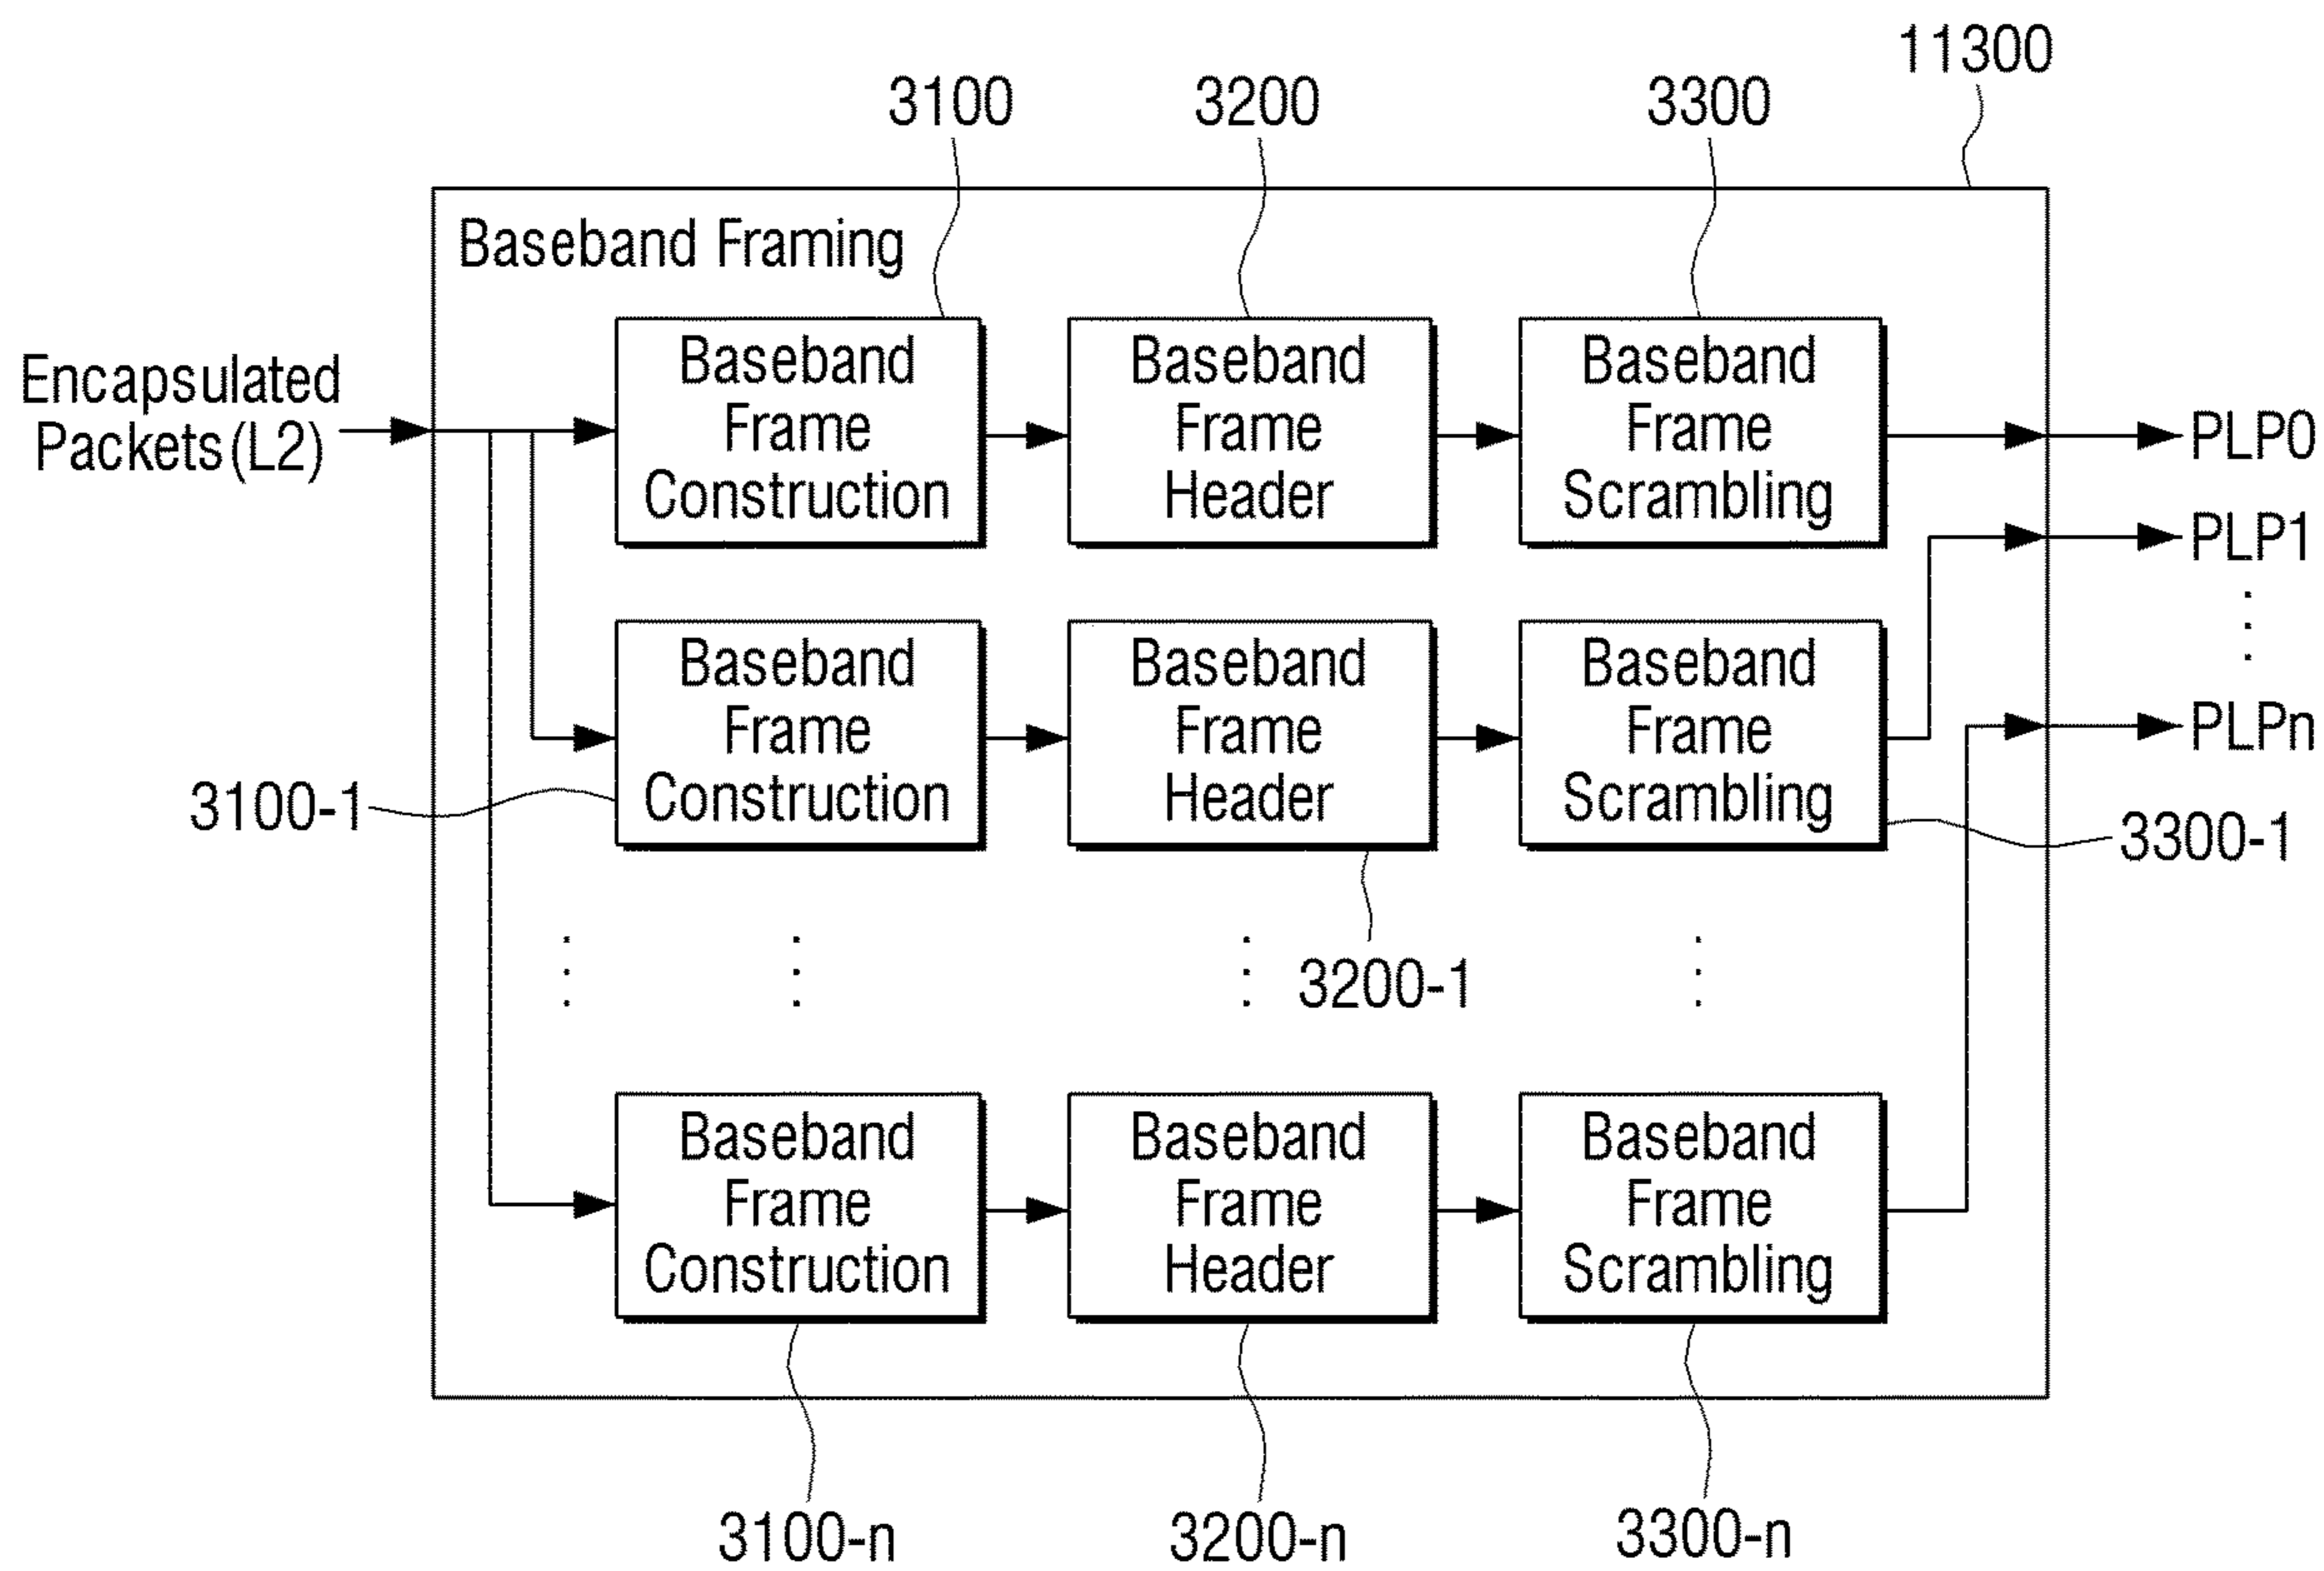 11300
3100
3200
3300
Baseband Framing
Encapsulated
Packets(L2)
Baseband
Frame
Construction
Baseband
Frame
Header
Baseband
Frame
Scrambling
PLP0
PLP1
PLPn
Baseband
Frame
Construction
Baseband
Frame
Header
Baseband
Frame
Scrambling
3100-1
3300-1
3200-1
Baseband
Frame
Construction
Baseband
Frame
Header
Baseband
Frame
Scrambling
3100-n
3200-n
3300-n